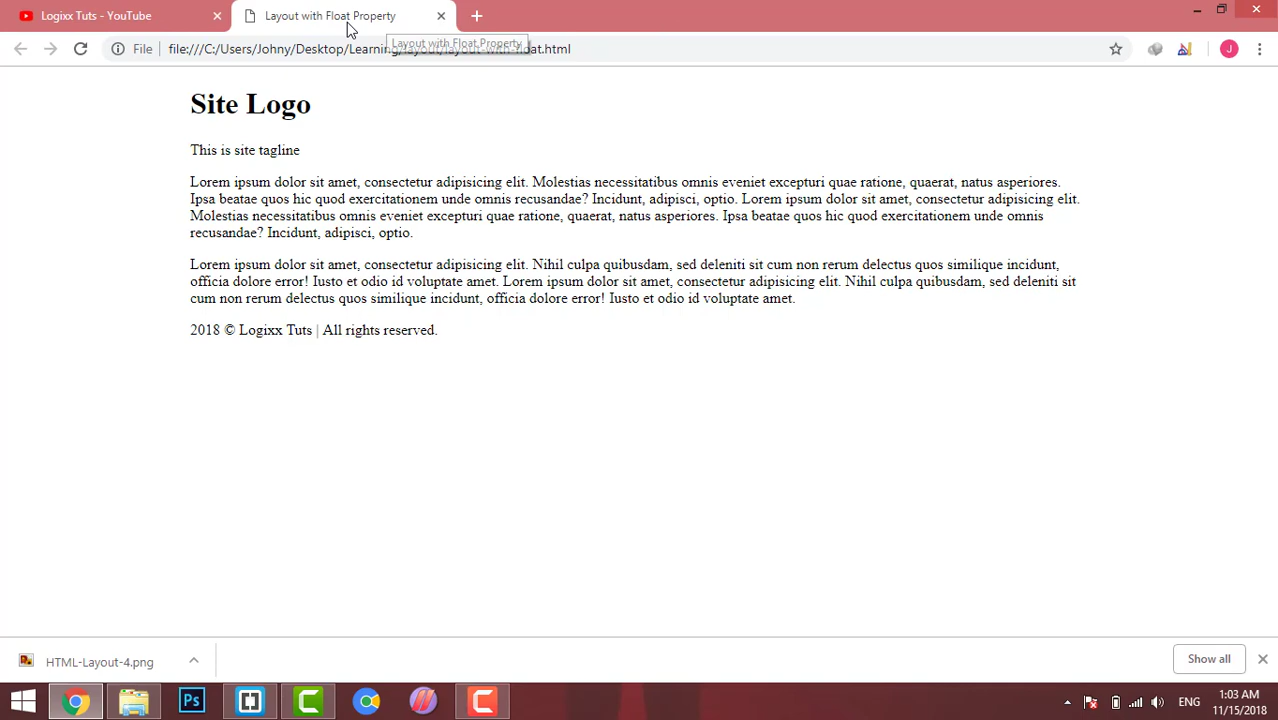 Logixx Tuts - YouTube
Layout with Float Property
File
file:///C:/Users/Johny/Desktop/Learning/layout/layout-with-float.html
Layout with Float Property
J
Site Logo
This is site tagline
Lorem ipsum dolor sit amet, consectetur adipisicing elit. Molestias necessitatibus omnis eveniet excepturi quae ratione, quaerat, natus asperiores.
Ipsa beatae quos hic quod exercitationem unde omnis recusandae? Incidunt, adipisci, optio. Lorem ipsum dolor sit amet, consectetur adipisicing elit.
Molestias necessitatibus omnis eveniet excepturi quae ratione, quaerat, natus asperiores. Ipsa beatae quos hic quod exercitationem unde omnis
recusandae? Incidunt, adipisci, optio.
Lorem ipsum dolor sit amet, consectetur adipisicing elit. Nihil culpa quibusdam, sed deleniti sit cum non rerum delectus quos similique incidunt,
officia dolore error! Iusto et odio id voluptate amet. Lorem ipsum dolor sit amet, consectetur adipisicing elit. Nihil culpa quibusdam, sed deleniti sit
cum non rerum delectus quos similique incidunt, officia dolore error! Iusto et odio id voluptate amet.
2018 © Logixx Tuts | All rights reserved.
HTML-Layout-4.png
Show all
Ps
ENG
1:03 AM
11/15/2018